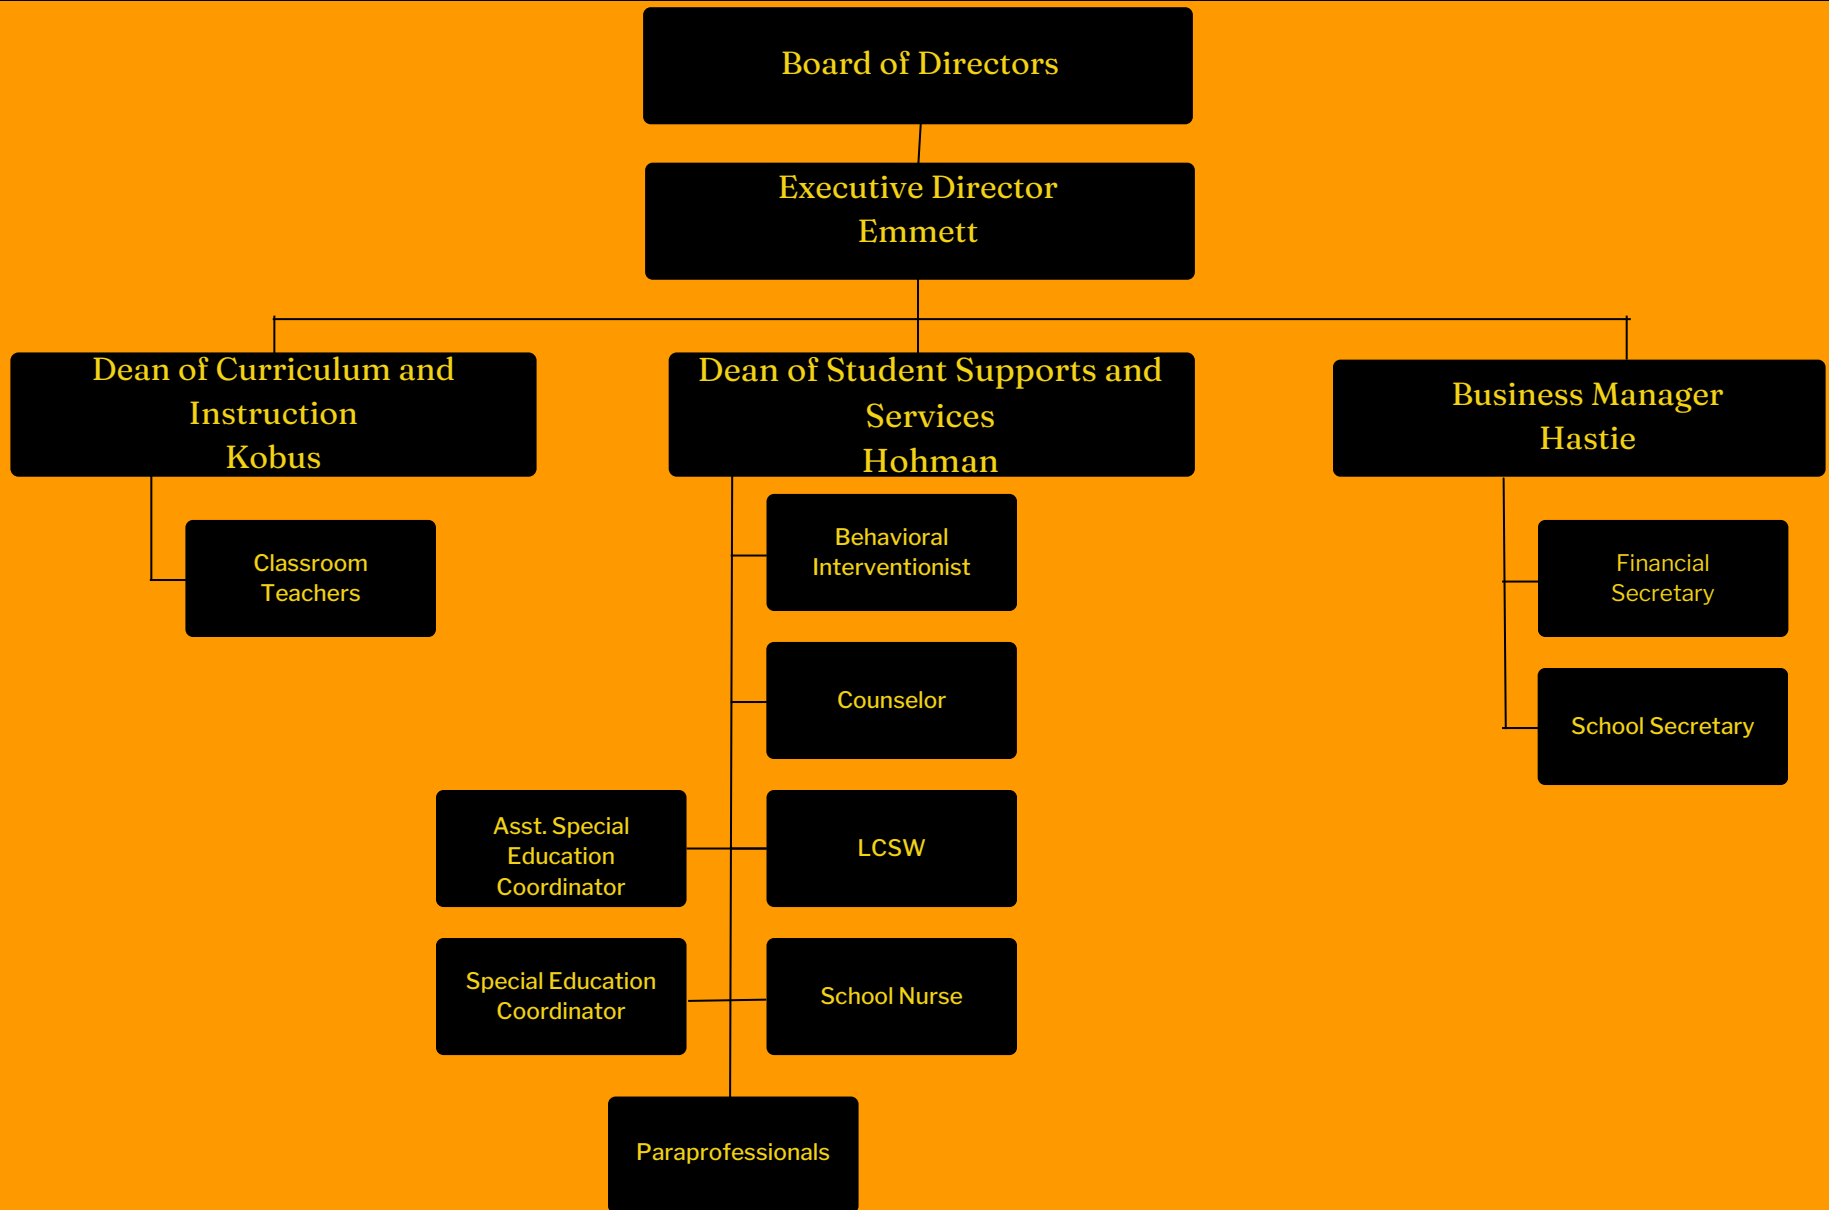 Board of Directors
Executive Director
Emmett
Dean of Curriculum and
Instruction
Kobus
Dean of Student Supports and
Services
Hohman
Business Manager
Hastie
Classroom
Teachers
Behavioral
Interventionist
Counselor
Asst. Special
Education
Coordinator
LCSW
Special Education
Coordinator
School Nurse
Paraprofessionals
Financial
Secretary
School Secretary